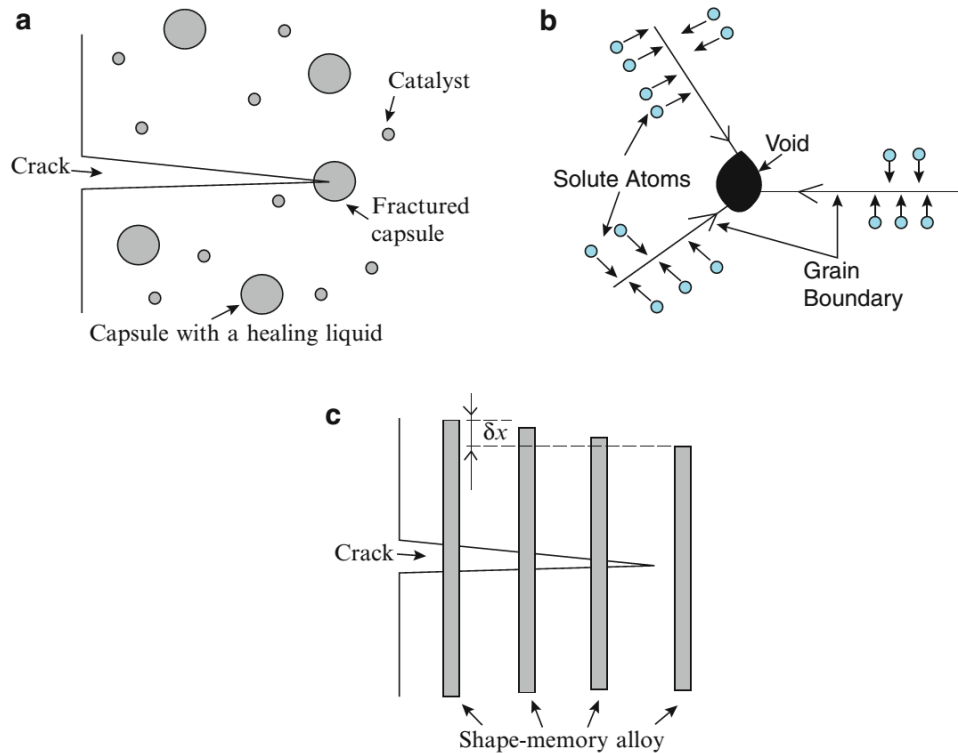 a
Catalyst
Crack
Fractured
capsule
Capsule with a healing liquid
b
Void
Solute Atoms
Grain
Boundary
c
δx
Crack
Shape-memory alloy